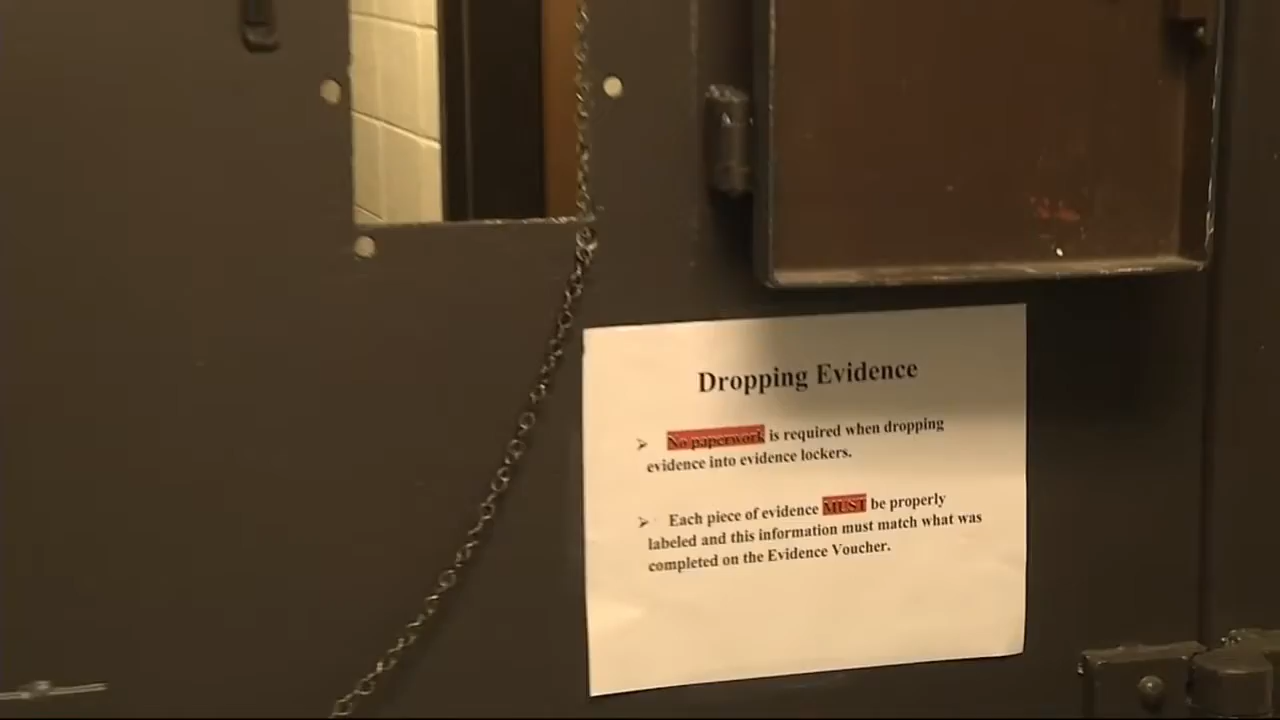 Dropping Evidence
➢ No paperwork is required when dropping
evidence into evidence lockers.
➢ Each piece of evidence MUST be properly
labeled and this information must match what was
completed on the Evidence Voucher.